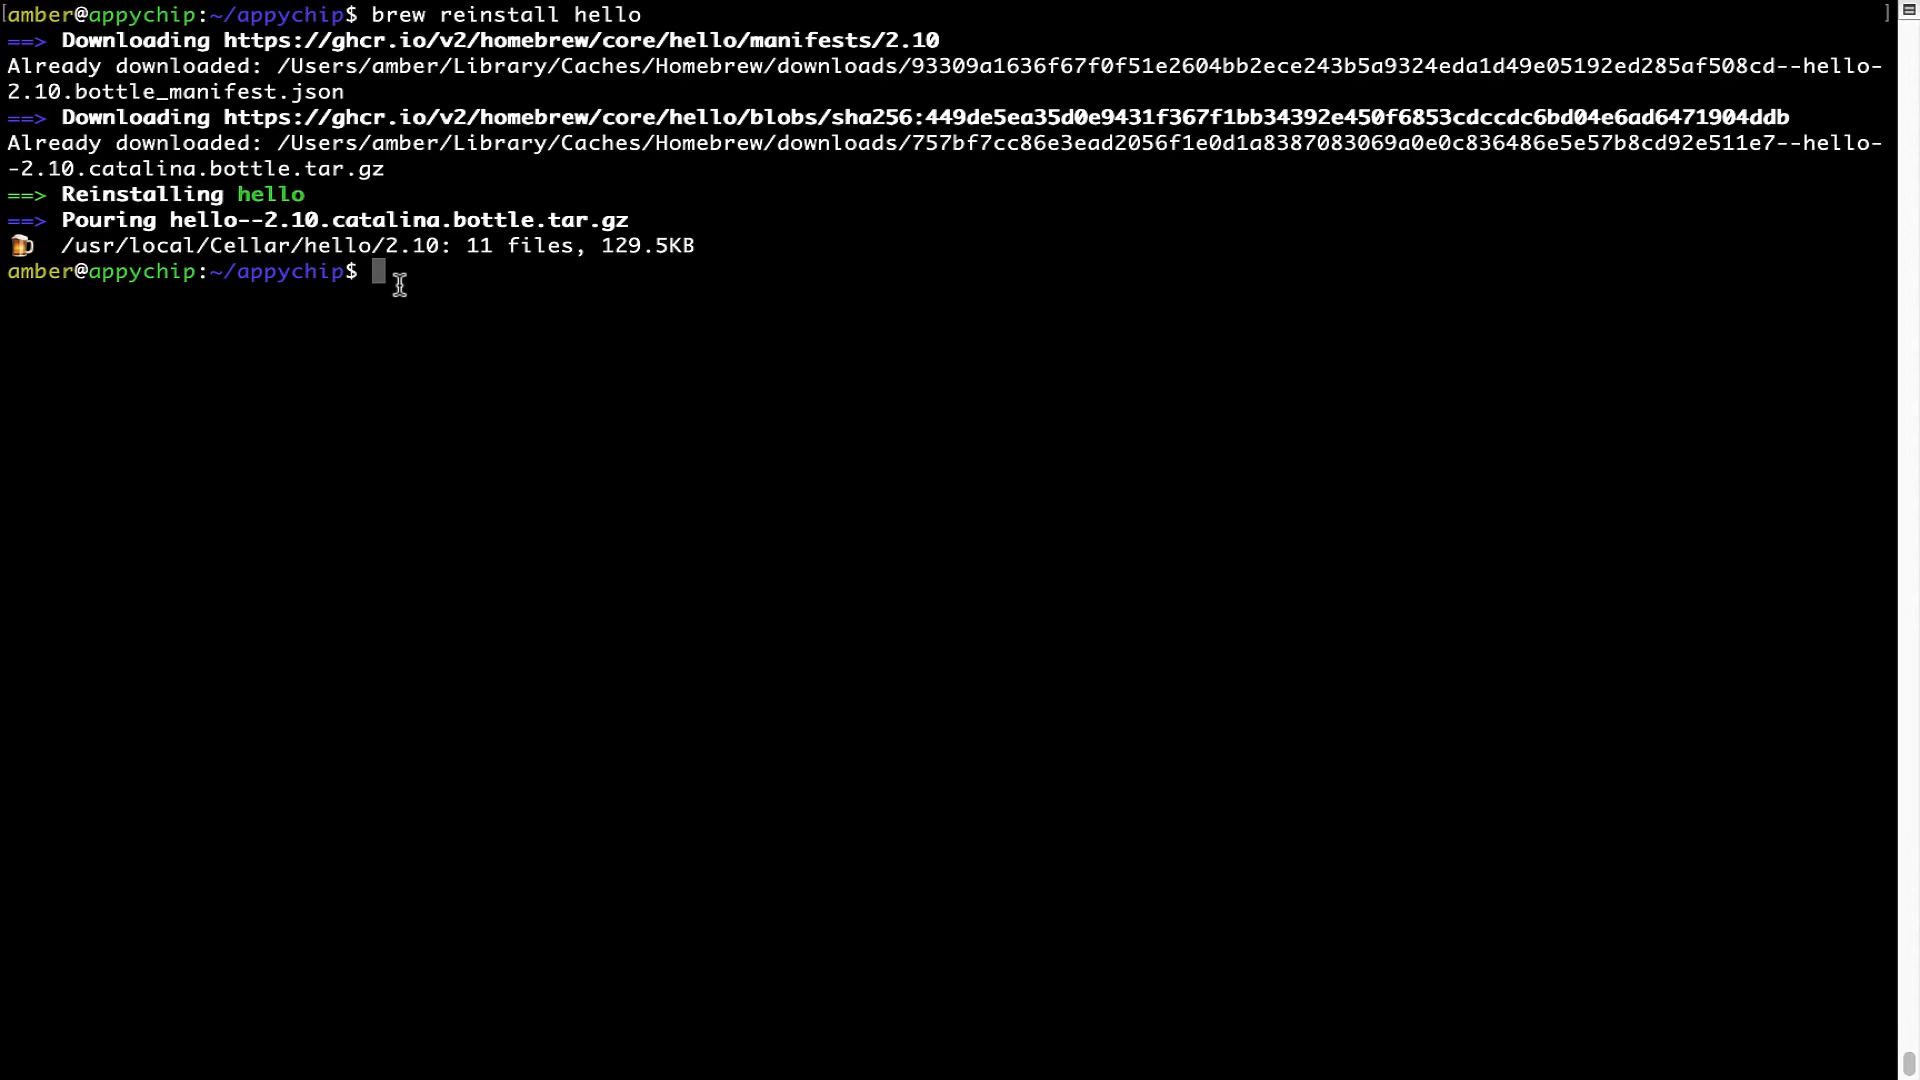 [amber@appychip:~/appychip$ brew reinstall hello ]
==> Downloading https://ghcr.io/v2/homebrew/core/hello/manifests/2.10
Already downloaded: /Users/amber/Library/Caches/Homebrew/downloads/93309a1636f67f0f51e2604bb2ece243b5a9324eda1d49e05192ed285af508cd--hello-
2.10.bottle_manifest.json
==> Downloading https://ghcr.io/v2/homebrew/core/hello/blobs/sha256:449de5ea35d0e9431f367f1bb34392e450f6853cdccdc6bd04e6ad6471904ddb
Already downloaded: /Users/amber/Library/Caches/Homebrew/downloads/757bf7cc86e3ead2056f1e0d1a8387083069a0e0c836486e5e57b8cd92e511e7--hello-
-2.10.catalina.bottle.tar.gz
==> Reinstalling hello
==> Pouring hello--2.10.catalina.bottle.tar.gz
🍺 /usr/local/Cellar/hello/2.10: 11 files, 129.5KB
amber@appychip:~/appychip$